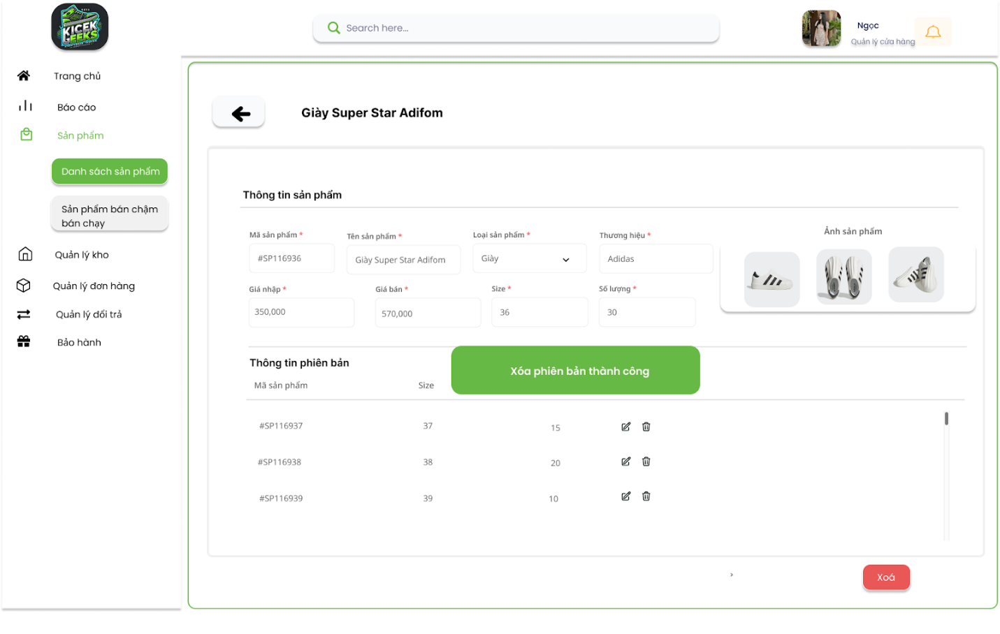 KICEK
GEEKS
Search here...
Ngọc
Quản lý cửa hàng
Trang chủ
Báo cáo
Sản phẩm
Danh sách sản phẩm
Sản phẩm bán chậm
bán chạy
Quản lý kho
Quản lý đơn hàng
Quản lý đổi trả
Bảo hành
Giày Super Star Adifom
Thông tin sản phẩm
Mã sản phẩm *
Tên sản phẩm *
Loại sản phẩm *
Thương hiệu *
Ảnh sản phẩm
#SP116936
Giày Super Star Adifom
Giày
Adidas
Giá nhập *
Giá bán *
Size *
Số lượng *
350,000
570,000
36
30
Thông tin phiên bản
Xóa phiên bản thành công
Mã sản phẩm
Size
#SP116937 37 15
#SP116938 38 20
#SP116939 39 10
Xoá